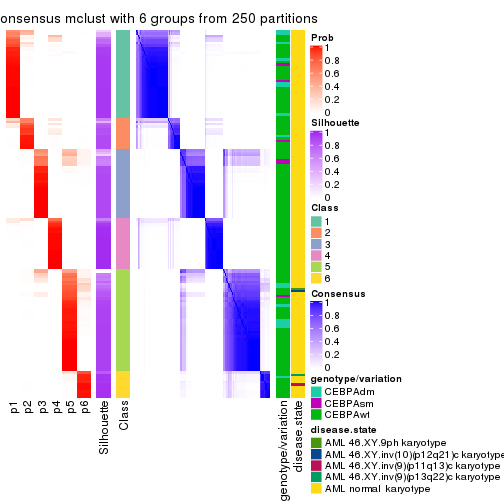 onsensus mclust with 6 groups from 250 partitions
Prob
1
0.8
0.6
0.4
0.2
0
Silhouette
1
0.8
0.6
0.4
0.2
0
Class
1
2
3
4
5
6
Consensus
1
0.8
0.6
0.4
0.2
0
genotype/variation
CEBPAdm
CEBPAsm
CEBPAwt
disease.state
AML 46.XY.9ph karyotype
AML 46.XY,inv(10)(p12q21)c karyotype
AML 46.XY,inv(9)(p11q13)c karyotype
AML 46.XY,inv(9)(p13q22)c karyotype
AML normal karyotype
p1
p2
p3
p4
p5
p6
Silhouette
Class
genotype/variation
disease.state